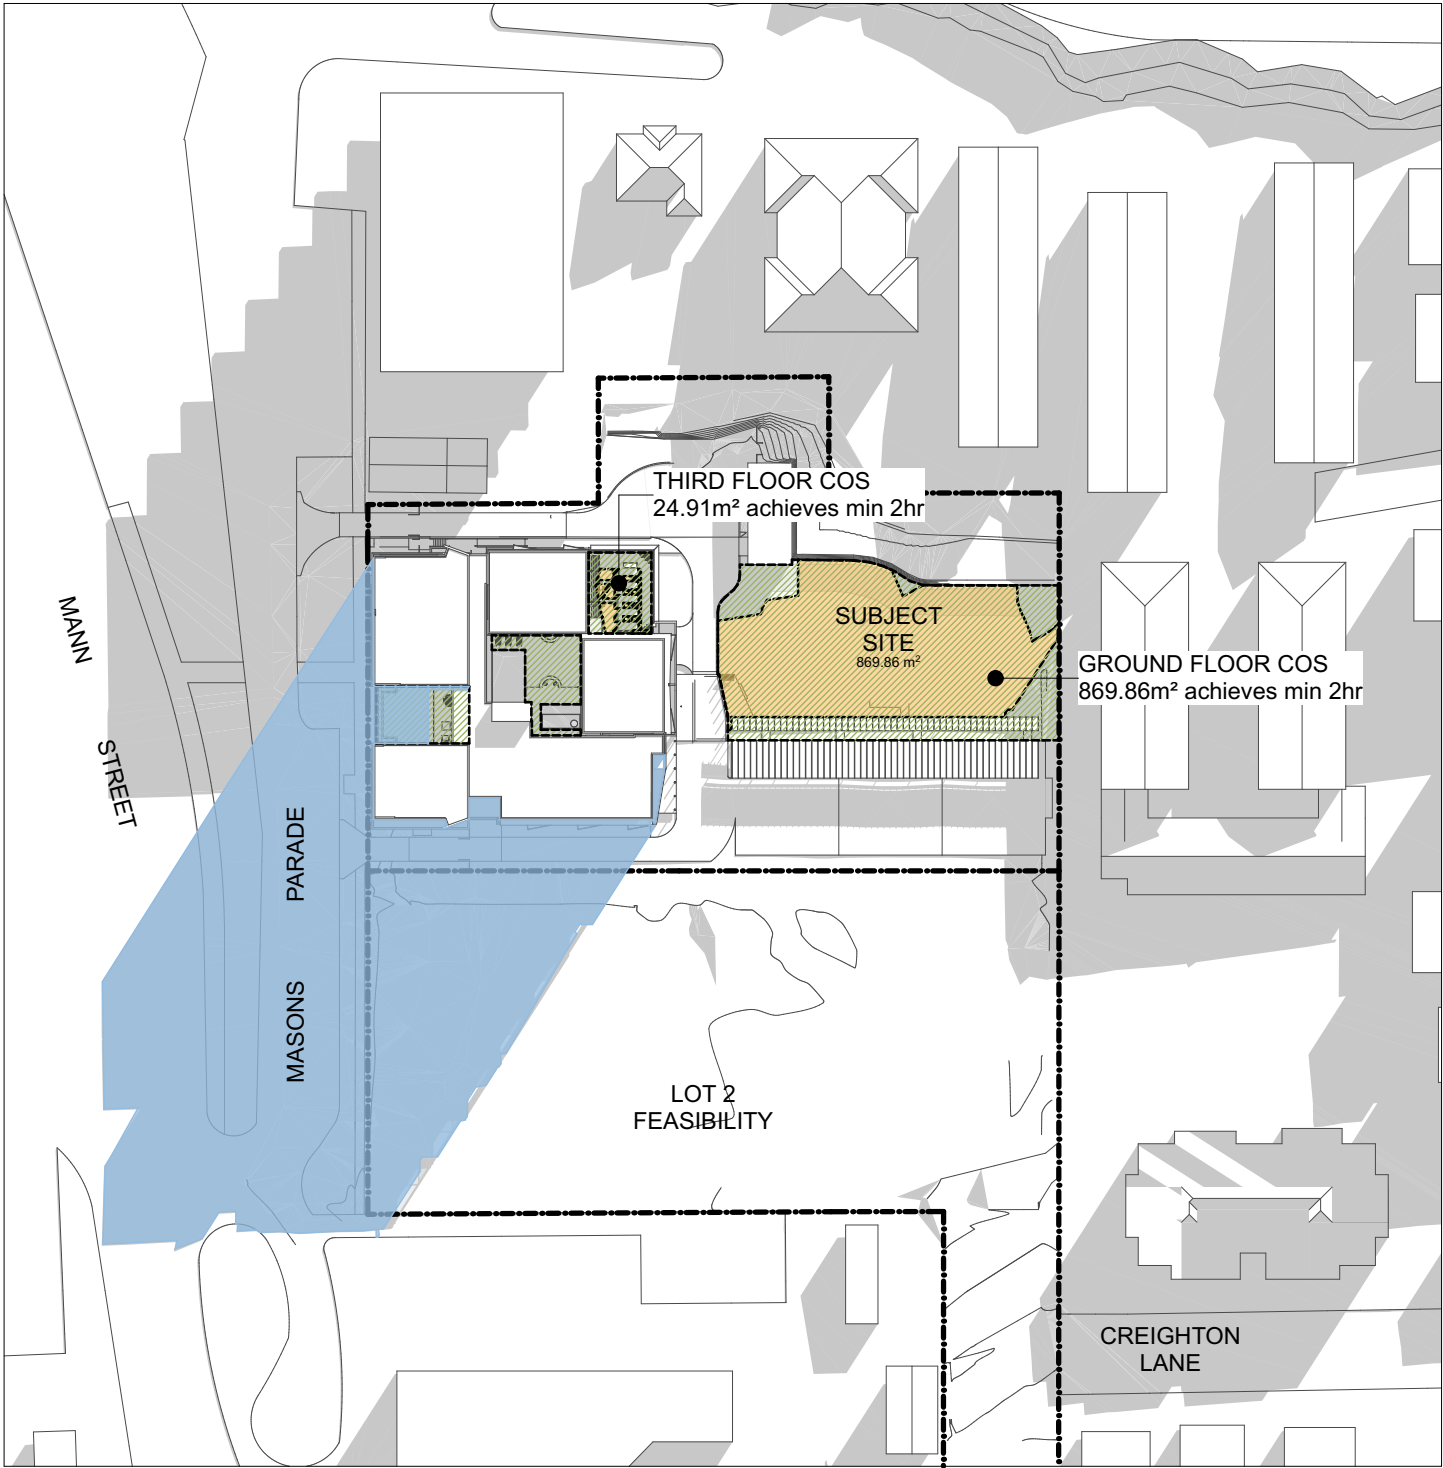 THIRD FLOOR COS
24.91m² achieves min 2hr
SUBJECT
SITE
869.86 m²
GROUND FLOOR COS
869.86m² achieves min 2hr
MANN
STREET
MASONS PARADE
LOT 2
FEASIBILITY
CREIGHTON
LANE